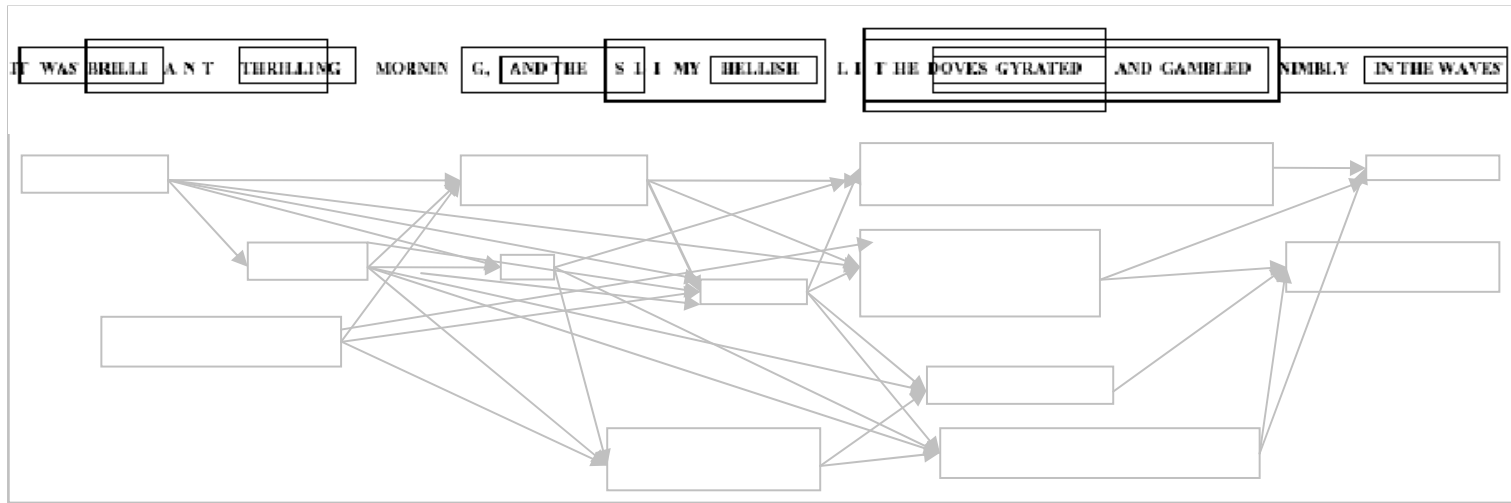 IT WAS BRILLI A N T THRILLING MORNIN G, AND THE S L I MY HELLISH L I T HE DOVES GYRATED AND GAMBLED NIMBLY IN THE WAVES